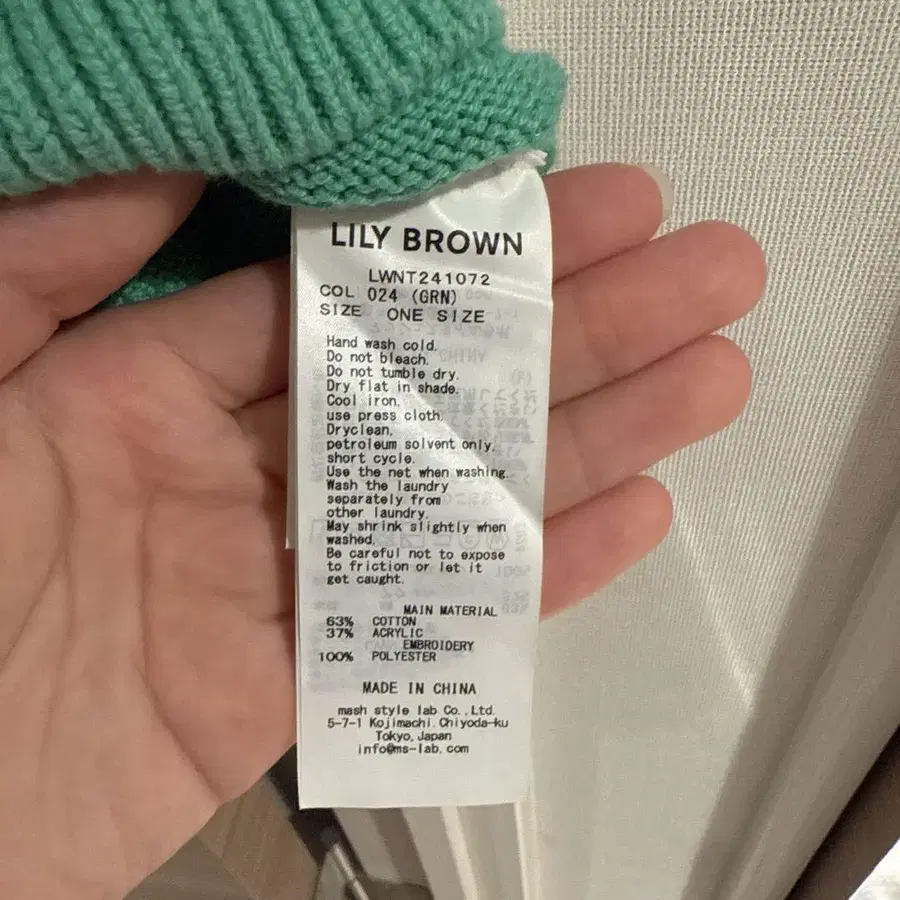 LILY BROWN
LWNT241072
COL 024 (GRN)
SIZE ONE SIZE
Hand wash cold.
Do not bleach.
Do not tumble dry.
Dry flat in shade.
Cool iron.
use press cloth.
Dryclean,
petroleum solvent only,
short cycle.
Use the net when washing.
Wash the laundry
separately from
other laundry.
May shrink slightly when
washed.
Be careful not to expose
to friction or let it
get caught.
MAIN MATERIAL
63% COTTON
37% ACRYLIC
EMBROIDERY
100% POLYESTER
MADE IN CHINA
mash style lab Co.,Ltd.
5-7-1 Kojimachi Chiyoda-ku
Tokyo, Japan
info@ms-lab.com